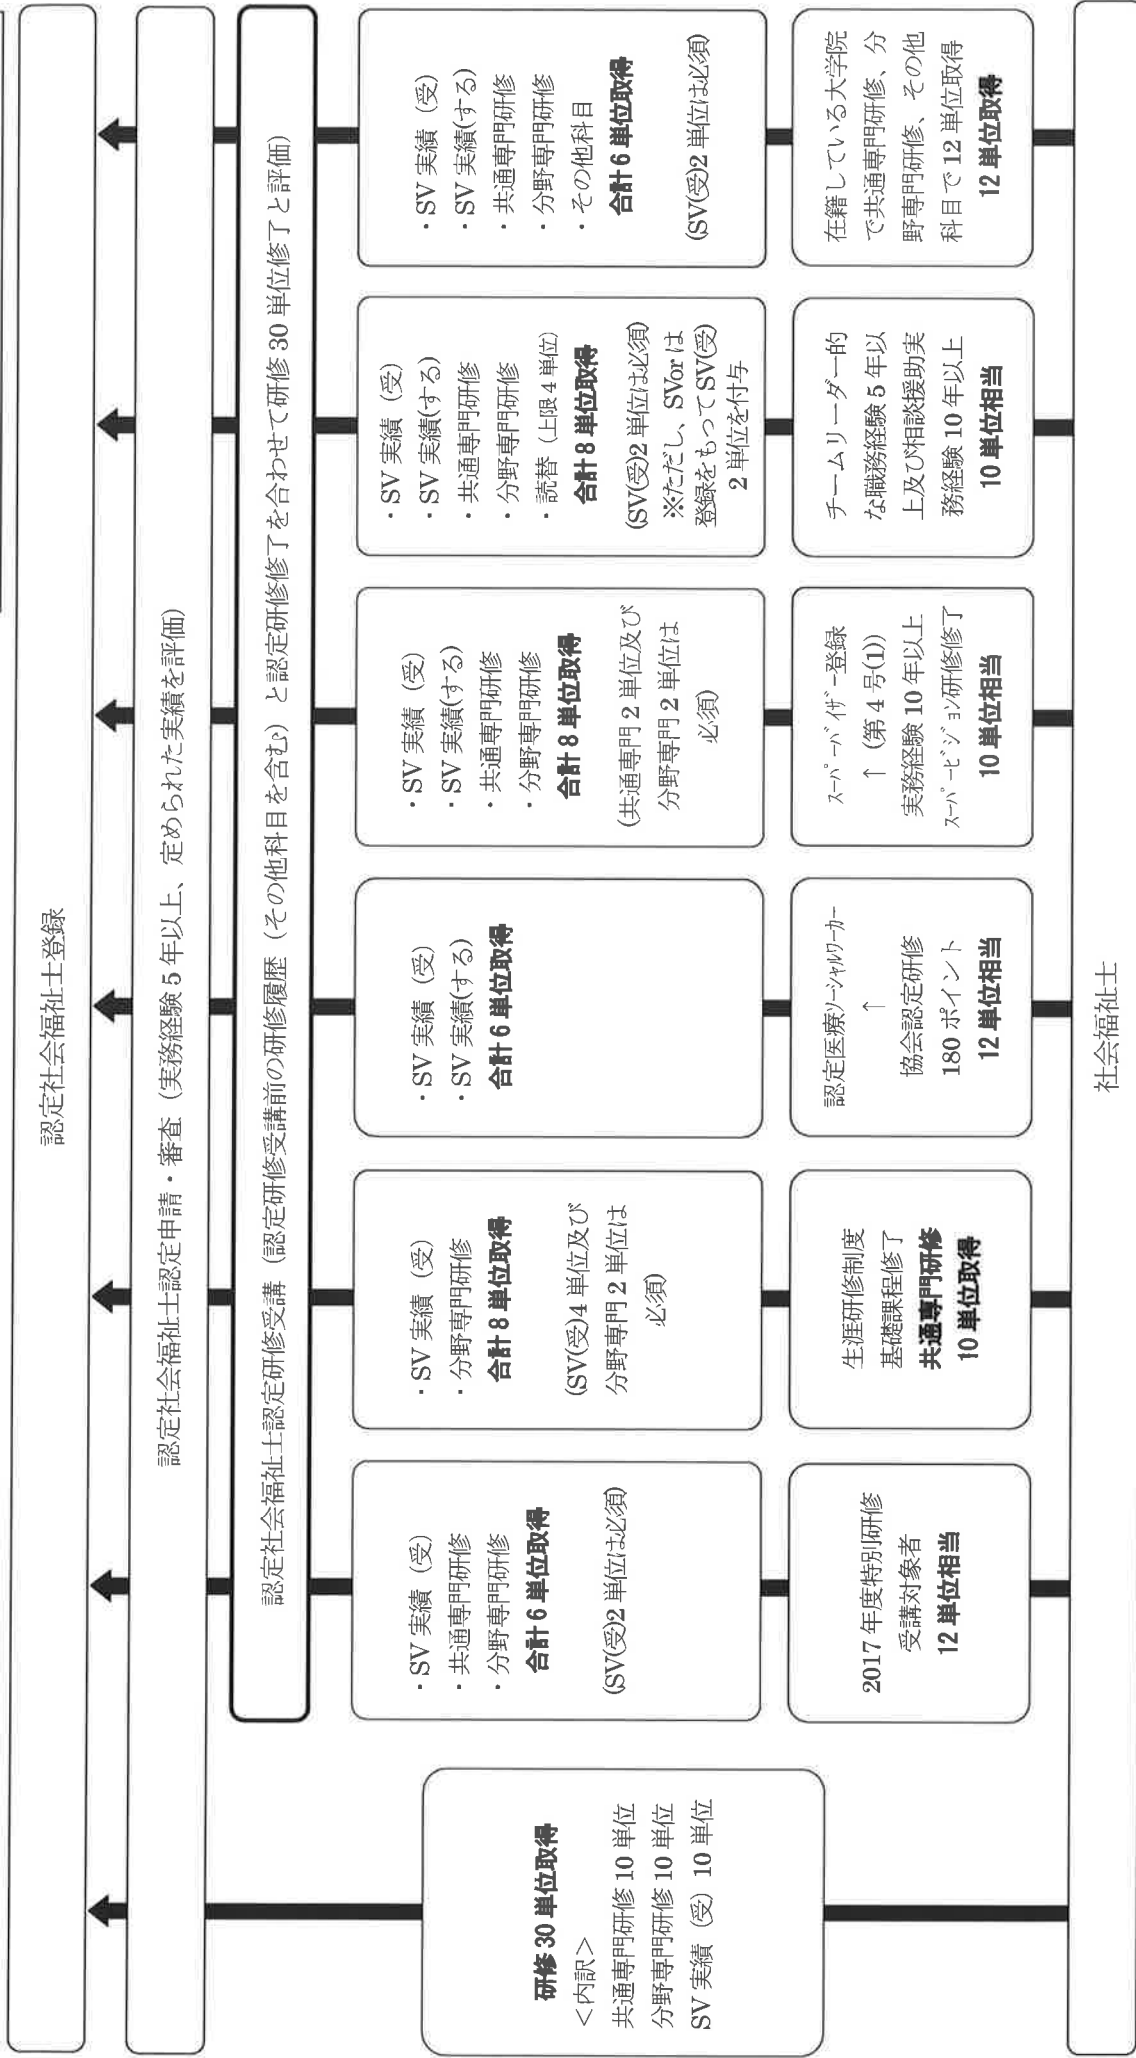 認定社会福祉士登録
認定社会福祉士認定申請・審査（実務経験5年以上、定められた実績を評価）
認定社会福祉士認定研修受講（認定研修受講前の研修履歴（その他科目を含む）と認定研修修了を合わせて研修30単位修了と評価）
研修30単位取得
＜内訳＞
共通専門研修10単位
分野専門研修10単位
SV実績（受）10単位
・SV実績（受）
・共通専門研修
・分野専門研修
合計6単位取得
(SV(受)2単位は必須)
・SV実績（受）
・分野専門研修
合計8単位取得
(SV(受)4単位及び
分野専門2単位は
必須)
・SV実績（受）
・SV実績(する)
合計6単位取得
・SV実績（受）
・SV実績(する)
・共通専門研修
・分野専門研修
合計8単位取得
(共通専門2単位及び
分野専門2単位は
必須)
・SV実績（受）
・SV実績(する)
・共通専門研修
・分野専門研修
・読替（上限4単位）
合計8単位取得
(SV(受)2単位は必須)
※ただし、SVorは
登録をもってSV(受)
2単位を付与
・SV実績（受）
・SV実績(する)
・共通専門研修
・分野専門研修
・その他科目
合計6単位取得
(SV(受)2単位は必須)
2017年度特別研修
受講対象者
12単位相当
生涯研修制度
基礎課程修了
共通専門研修
10単位取得
認定医療ソーシャルワーカー
↑
協会認定研修
180ポイント
12単位相当
スーパーバイザー登録
↑（第4号(1)）
実務経験10年以上
スーパービジョン研修修了
10単位相当
チームリーダー的
な職務経験5年以
上及び相談援助実
務経験10年以上
10単位相当
在籍している大学院
で共通専門研修、分
野専門研修、その他
科目で12単位取得
12単位取得
社会福祉士